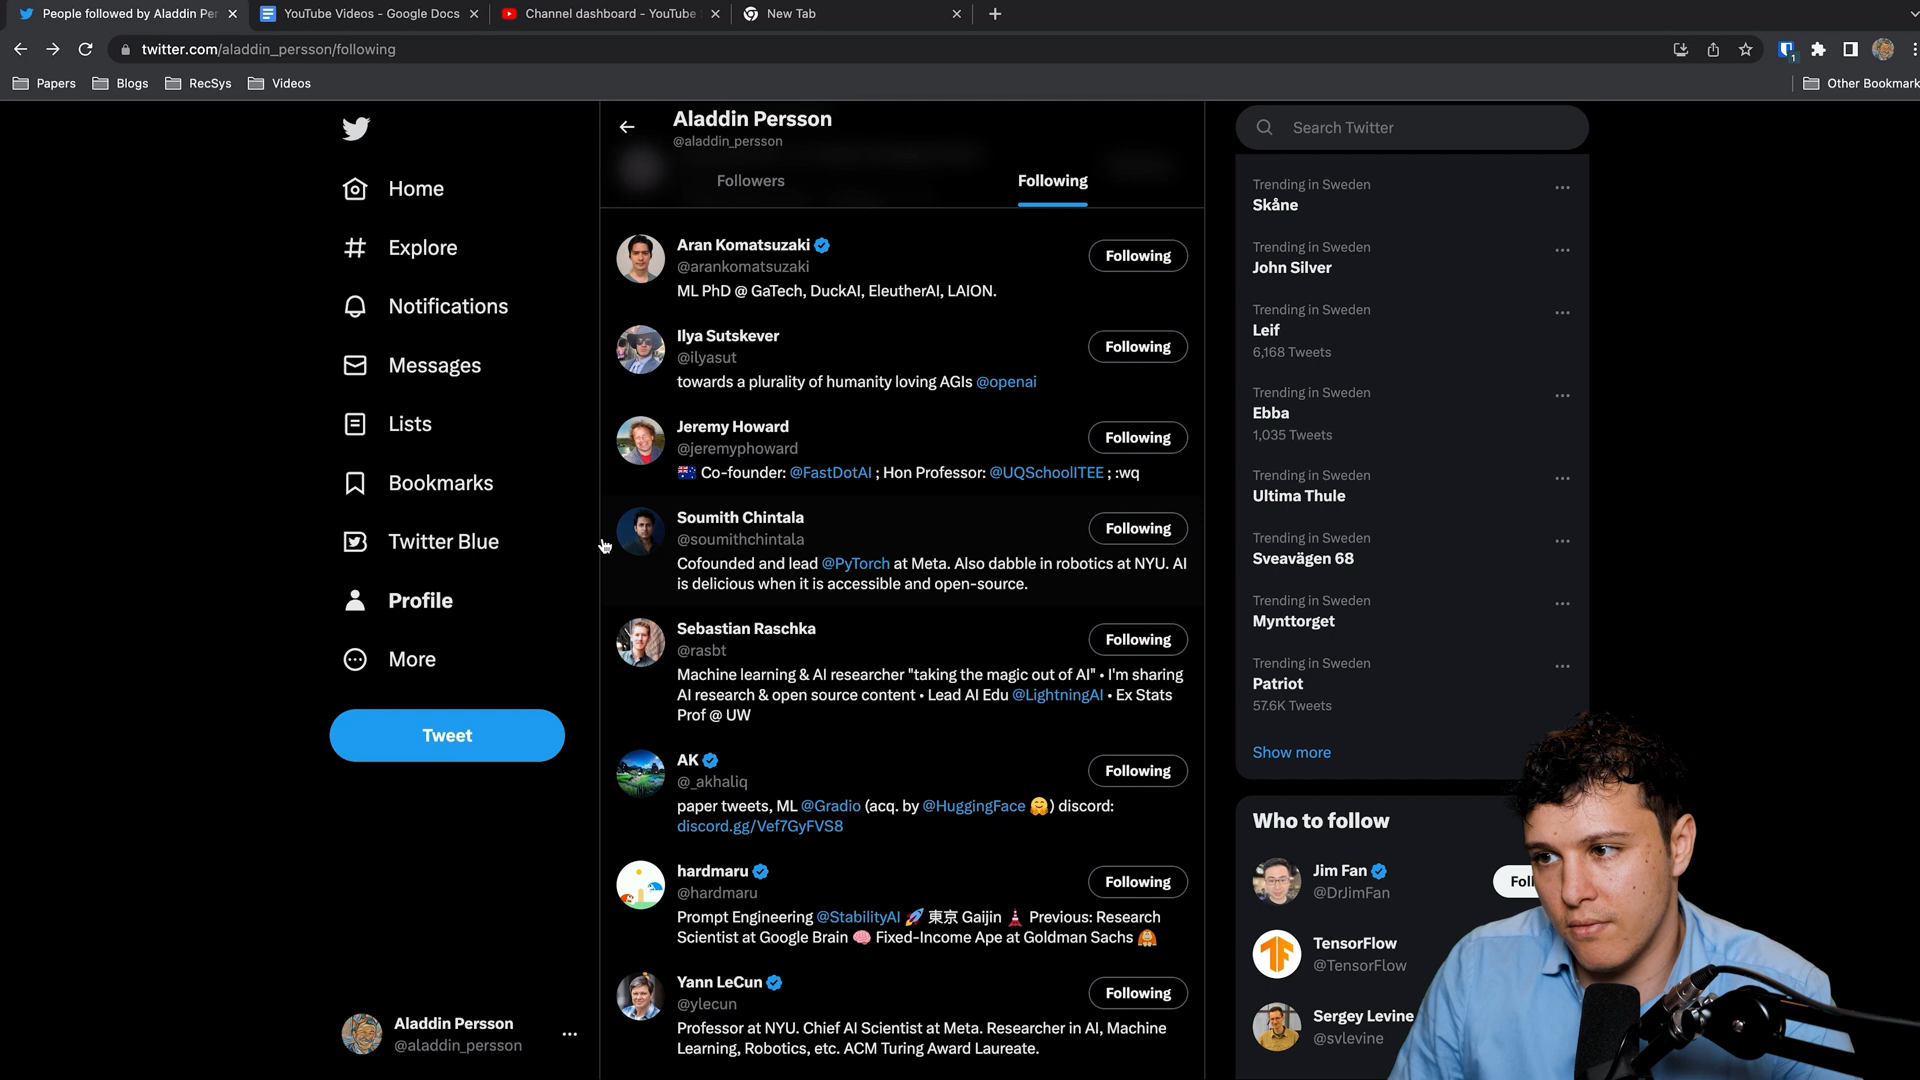 People followed by Aladdin Per
YouTube Videos - Google Docs
Channel dashboard - YouTube
New Tab
twitter.com/aladdin_persson/following
1
Papers
Blogs
RecSys
Videos
Other Bookmark
Home
Explore
Notifications
Messages
Lists
Bookmarks
Twitter Blue
Profile
More
Tweet
Aladdin Persson
@aladdin_persson
Aladdin Persson
@aladdin_persson
Followers
Following
Aran Komatsuzaki
@arankomatsuzaki
Following
ML PhD @ GaTech, DuckAI, EleutherAI, LAION.
Ilya Sutskever
@ilyasut
Following
towards a plurality of humanity loving AGIs @openai
Jeremy Howard
@jeremyphoward
Following
🇦🇺 Co-founder: @FastDotAI ; Hon Professor: @UQSchoolITEE ; :wq
Soumith Chintala
@soumithchintala
Following
Cofounded and lead @PyTorch at Meta. Also dabble in robotics at NYU. AI
is delicious when it is accessible and open-source.
Sebastian Raschka
@rasbt
Following
Machine learning & AI researcher "taking the magic out of AI" • I'm sharing
AI research & open source content • Lead AI Edu @LightningAI • Ex Stats
Prof @ UW
AK
@_akhaliq
Following
paper tweets, ML @Gradio (acq. by @HuggingFace 🤗) discord:
discord.gg/Vef7GyFVS8
hardmaru
@hardmaru
Following
Prompt Engineering @StabilityAI 🚀 東京 Gaijin 🗼 Previous: Research
Scientist at Google Brain 🧠 Fixed-Income Ape at Goldman Sachs 🦧
Yann LeCun
@ylecun
Following
Professor at NYU. Chief AI Scientist at Meta. Researcher in AI, Machine
Learning, Robotics, etc. ACM Turing Award Laureate.
Search Twitter
Trending in Sweden
Skåne
Trending in Sweden
John Silver
Trending in Sweden
Leif
6,168 Tweets
Trending in Sweden
Ebba
1,035 Tweets
Trending in Sweden
Ultima Thule
Trending in Sweden
Sveavägen 68
Trending in Sweden
Mynttorget
Trending in Sweden
Patriot
57.6K Tweets
Show more
Who to follow
Jim Fan
@DrJimFan
Foll
TensorFlow
@TensorFlow
Sergey Levine
@svlevine